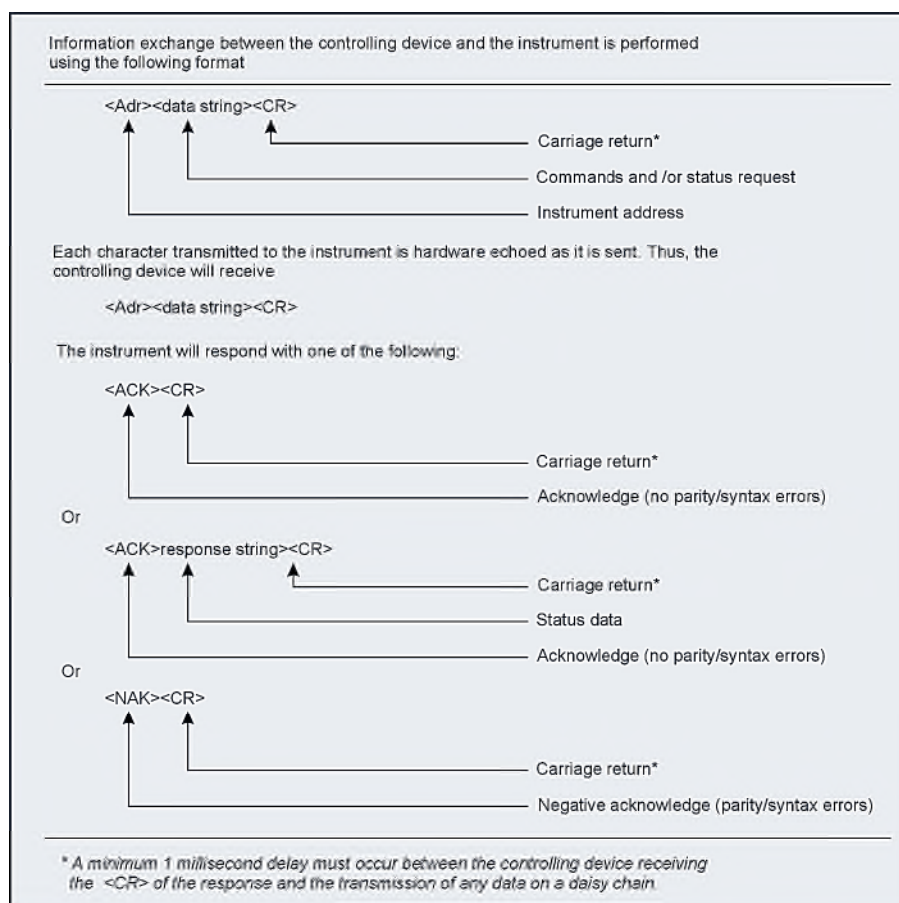 Information exchange between the controlling device and the instrument is performed
using the following format
<Adr><data string><CR>
Carriage return*
Commands and /or status request
Instrument address
Each character transmitted to the instrument is hardware echoed as it is sent. Thus, the
controlling device will receive
<Adr><data string><CR>
The instrument will respond with one of the following:
<ACK><CR>
Carriage return*
Acknowledge (no parity/syntax errors)
Or
<ACK>response string><CR>
Carriage return*
Status data
Acknowledge (no parity/syntax errors)
Or
<NAK><CR>
Carriage return*
Negative acknowledge (parity/syntax errors)
* A minimum 1 millisecond delay must occur between the controlling device receiving
the <CR> of the response and the transmission of any data on a daisy chain.